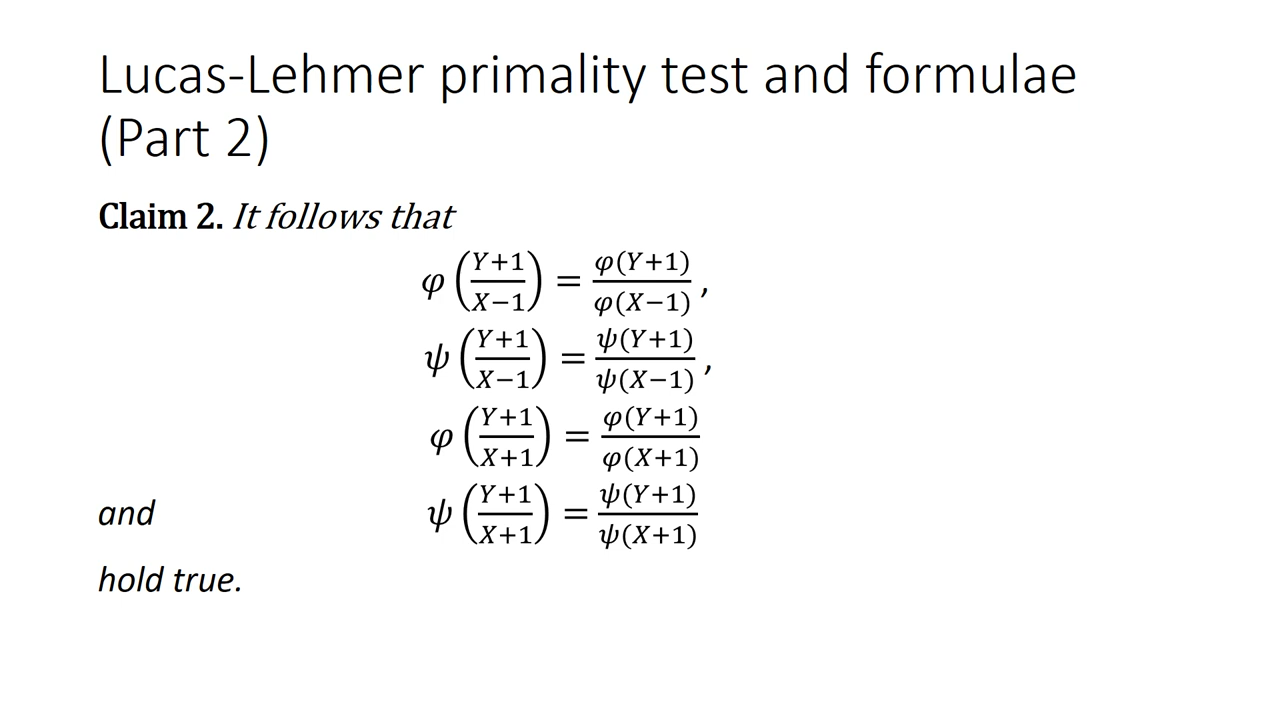 Lucas-Lehmer primality test and formulae
(Part 2)
Claim 2. It follows that
φ((Y+1)/(X−1)) = φ(Y+1)/φ(X−1),
ψ((Y+1)/(X−1)) = ψ(Y+1)/ψ(X−1),
φ((Y+1)/(X+1)) = φ(Y+1)/φ(X+1)
and ψ((Y+1)/(X+1)) = ψ(Y+1)/ψ(X+1)
hold true.